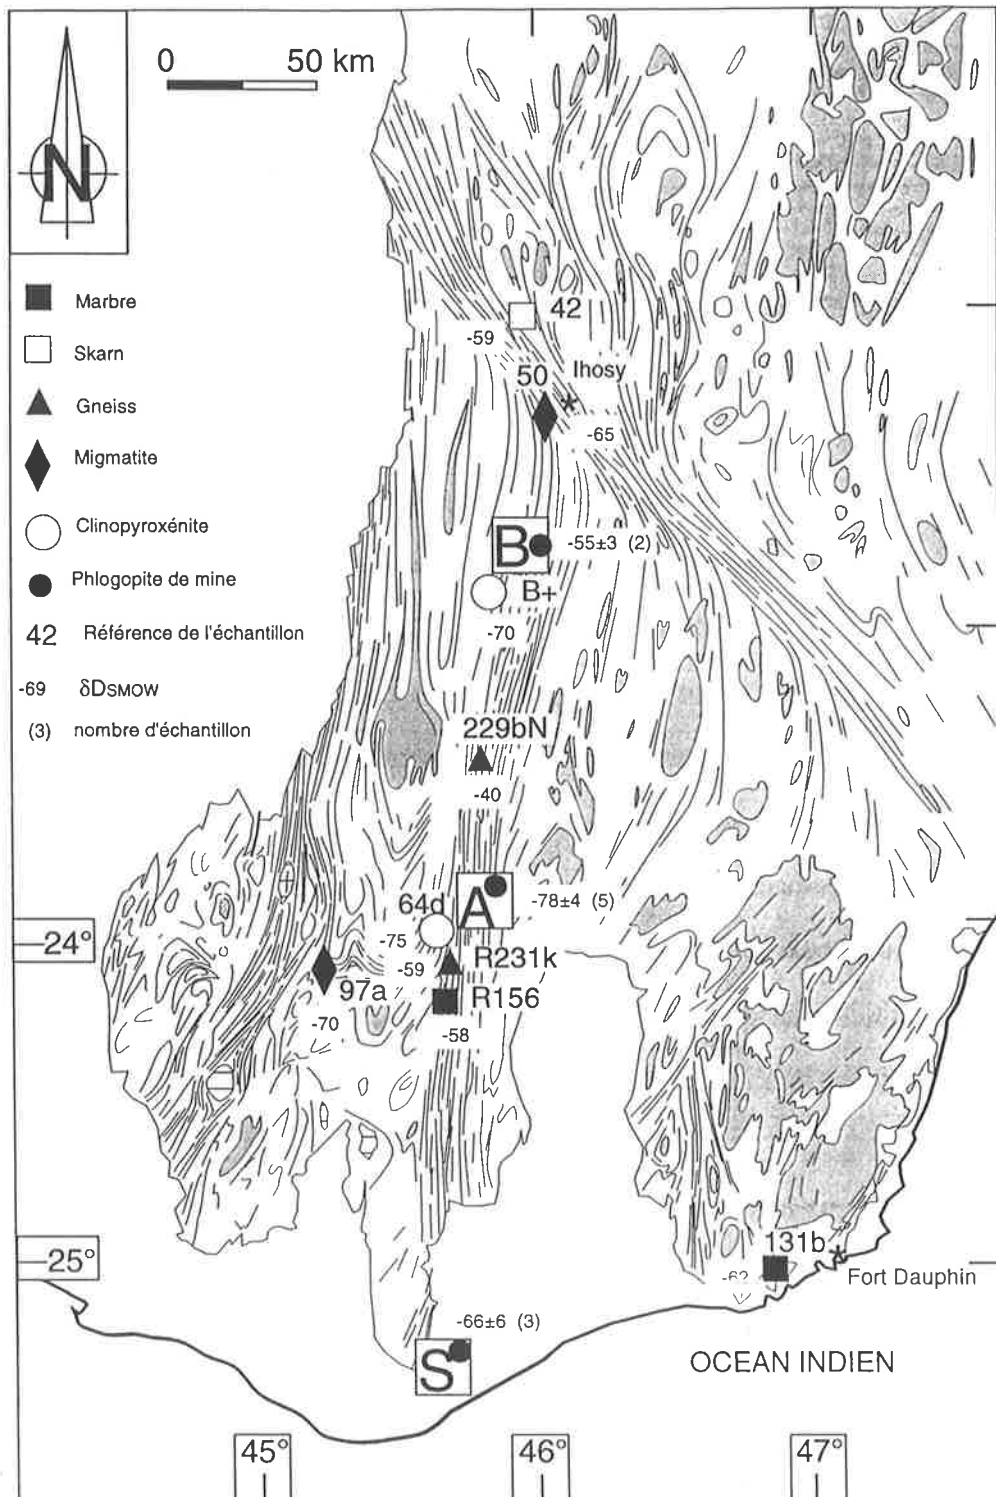 0 50 km
N
Marbre
Skarn
Gneiss
Migmatite
Clinopyroxénite
Phlogopite de mine
42 Référence de l'échantillon
-69 δDSMOW
(3) nombre d'échantillon
42
-59
50
Ihosy
-65
B
-55±3 (2)
B+
-70
229bN
-40
A
-78±4 (5)
64d
-75
24°
-59
R231k
97a
R156
-70
-58
25°
131b
-62
Fort Dauphin
-66±6 (3)
S
OCEAN INDIEN
45°
46°
47°